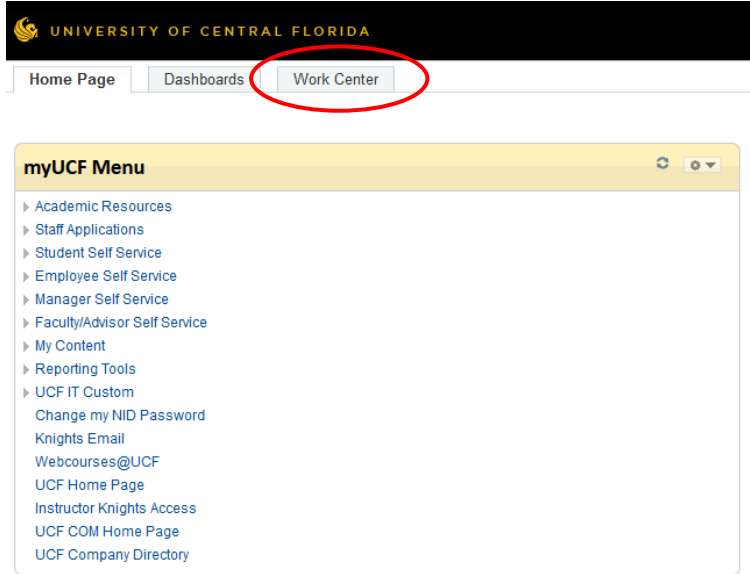 UNIVERSITY OF CENTRAL FLORIDA
Home Page Dashboards Work Center
myUCF Menu
Academic Resources
Staff Applications
Student Self Service
Employee Self Service
Manager Self Service
Faculty/Advisor Self Service
My Content
Reporting Tools
UCF IT Custom
Change my NID Password
Knights Email
Webcourses@UCF
UCF Home Page
Instructor Knights Access
UCF COM Home Page
UCF Company Directory